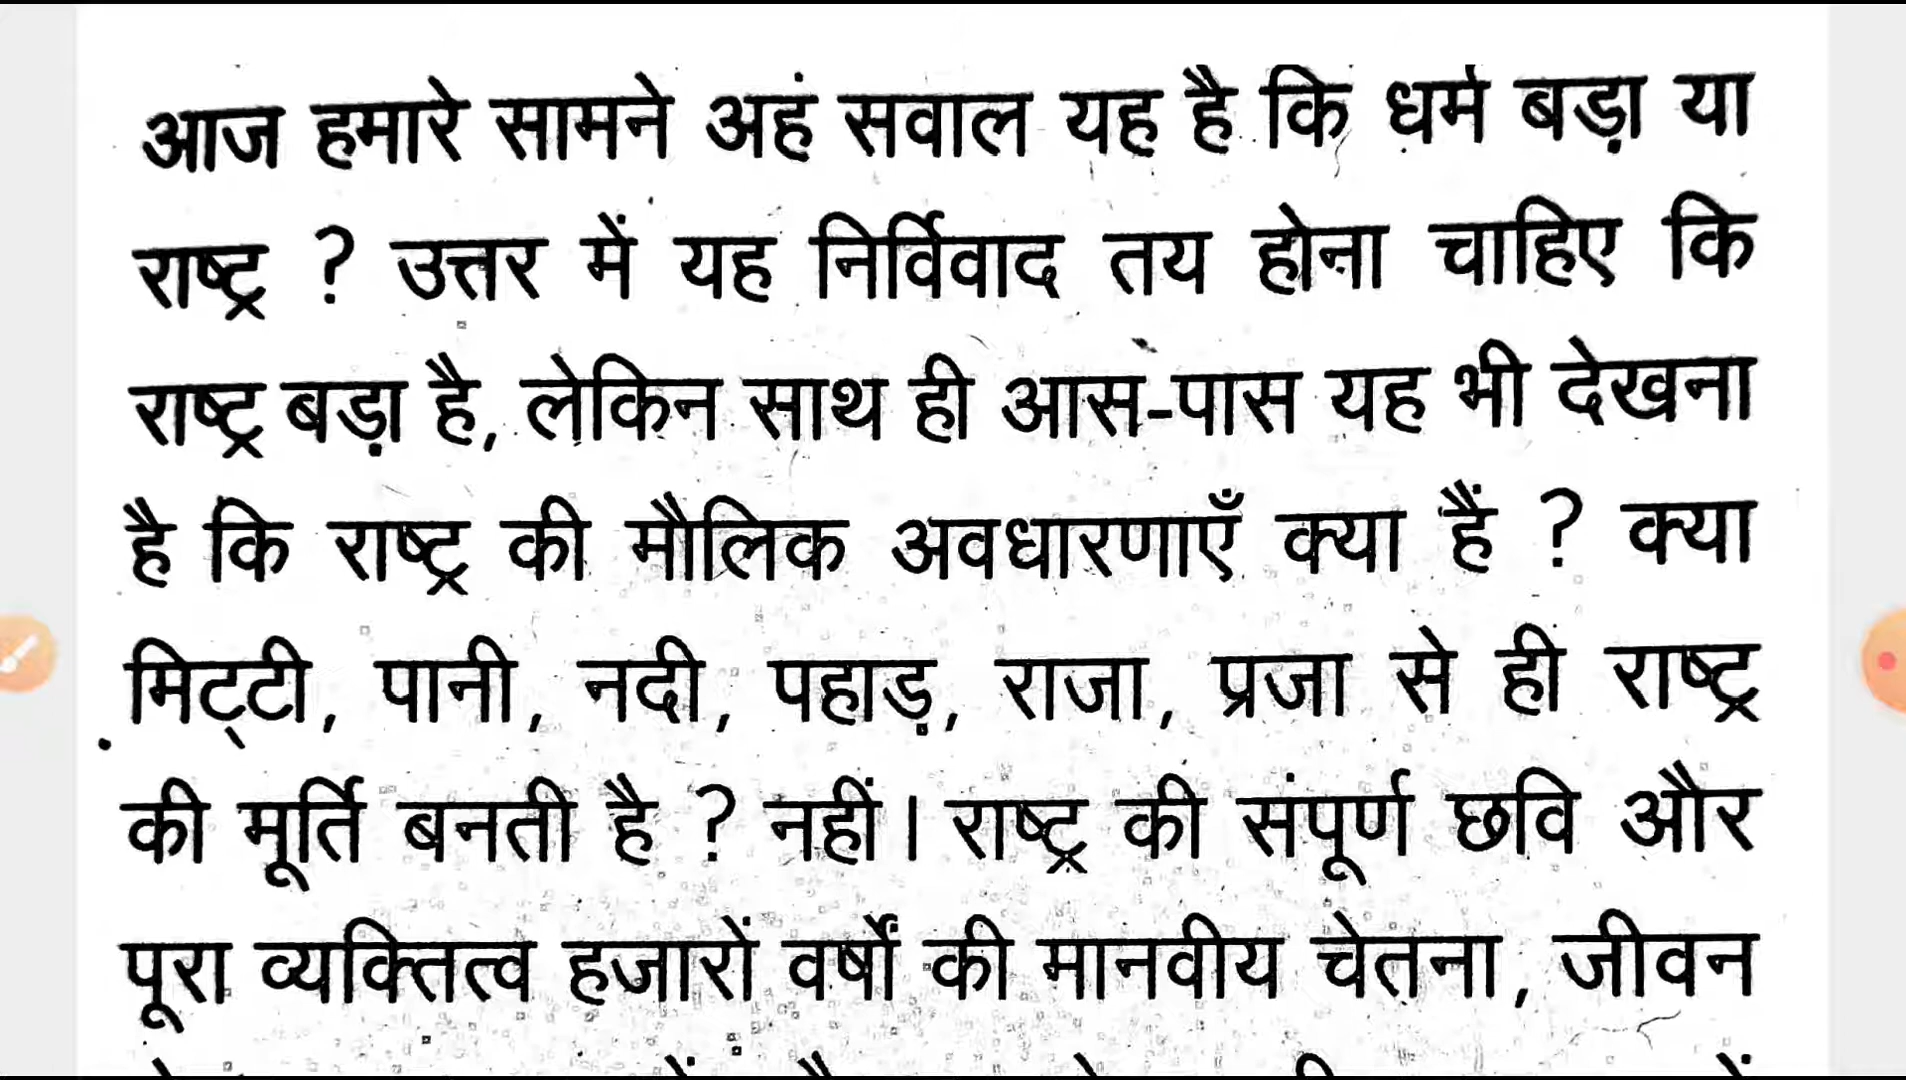 आज हमारे सामने अहं सवाल यह है कि धर्म बड़ा या
राष्ट्र ? उत्तर में यह निर्विवाद तय होना चाहिए कि
राष्ट्र बड़ा है, लेकिन साथ ही आस-पास यह भी देखना
है कि राष्ट्र की मौलिक अवधारणाएँ क्या हैं ? क्या
मिट्टी, पानी, नदी, पहाड़, राजा, प्रजा से ही राष्ट्र
की मूर्ति बनती है ? नहीं। राष्ट्र की संपूर्ण छवि और
पूरा व्यक्तित्व हजारों वर्षों की मानवीय चेतना, जीवन